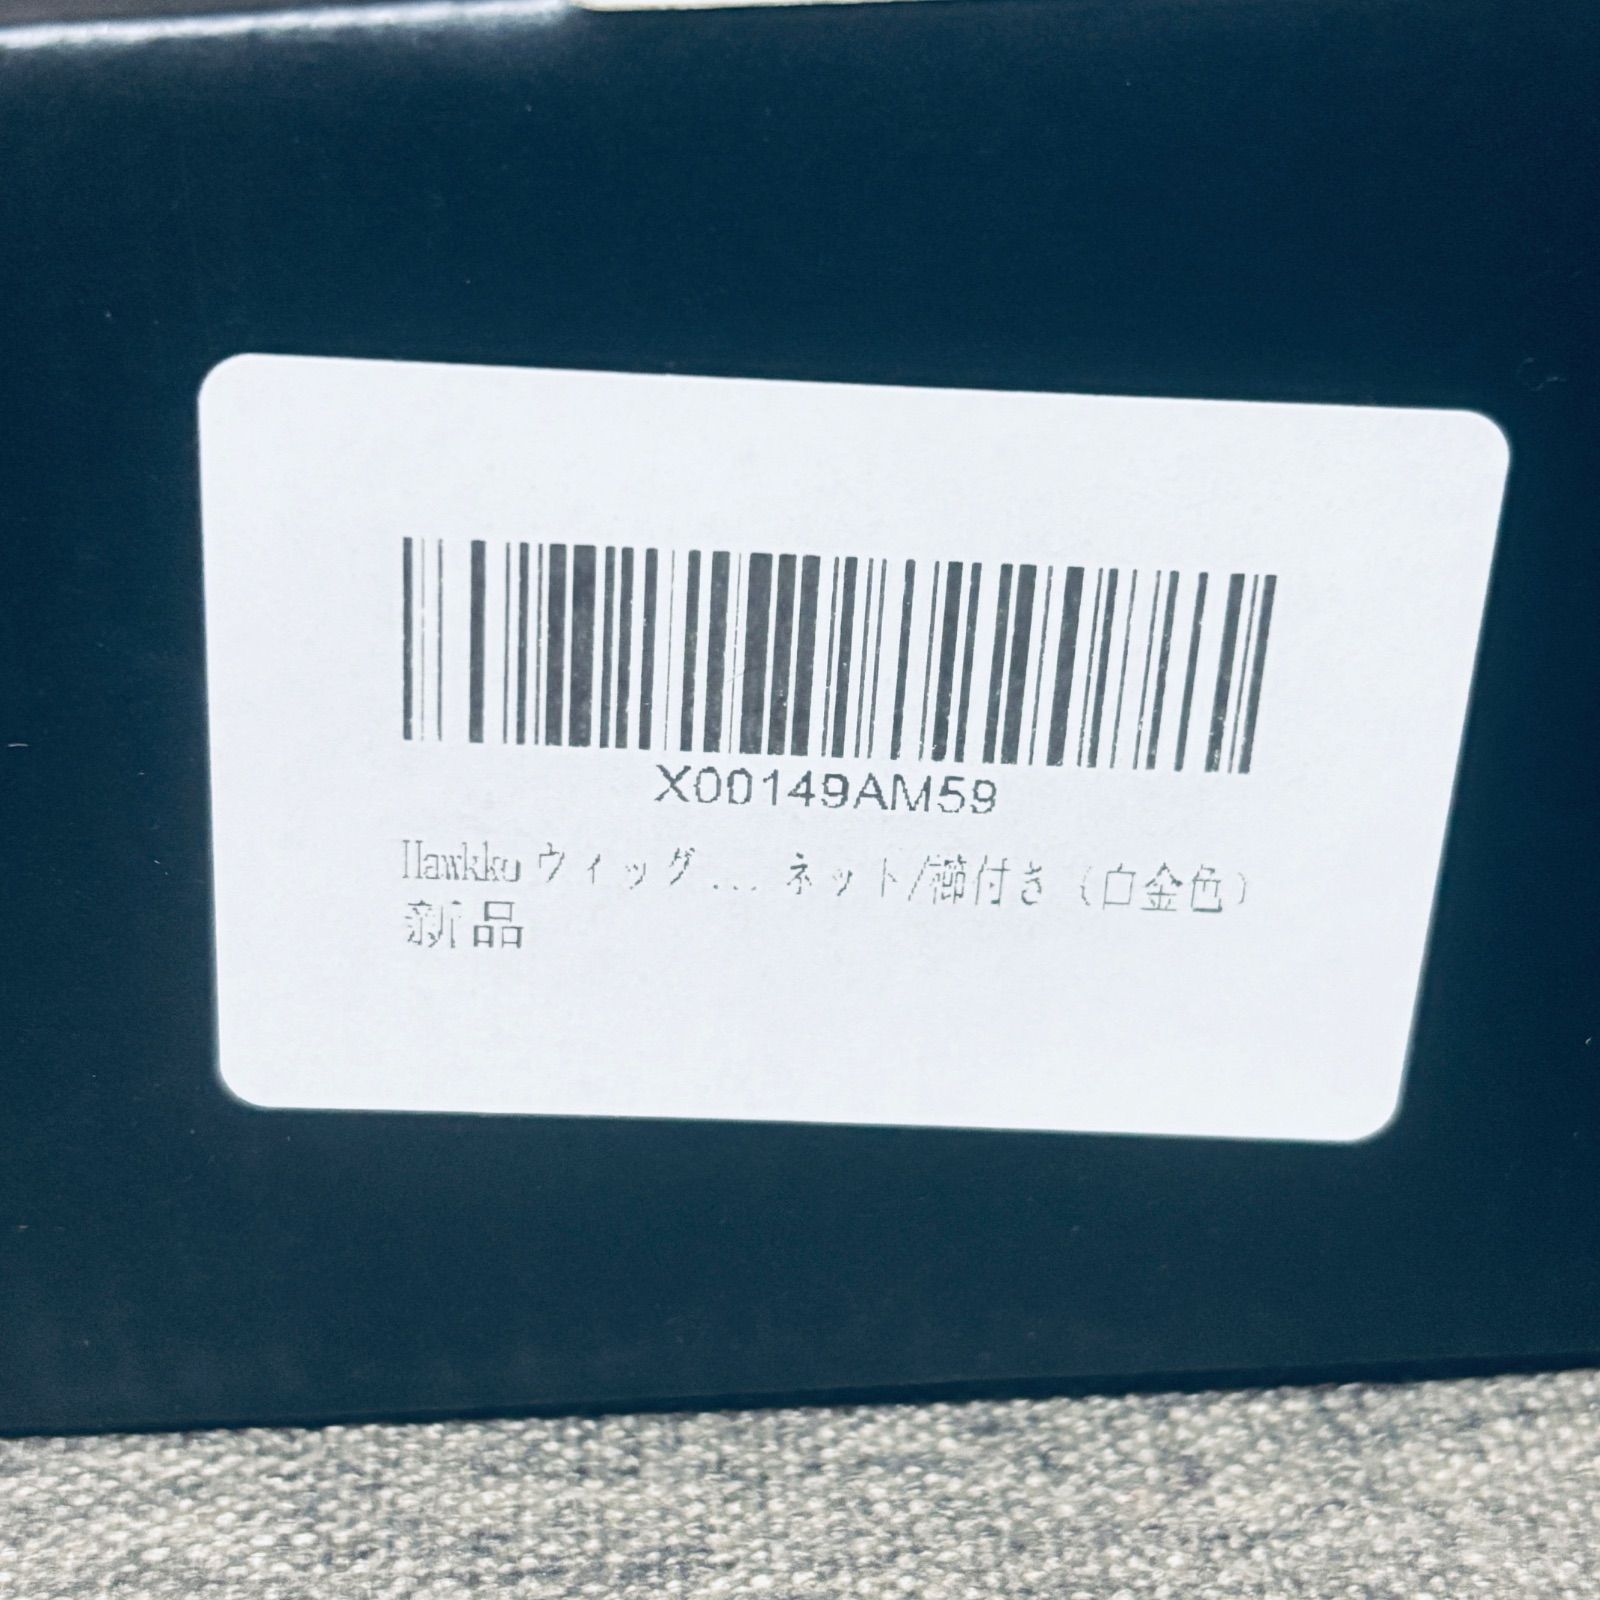 X00149AM59
Hawkko ウィッグ... ネット/櫛付き (白金色)
新品